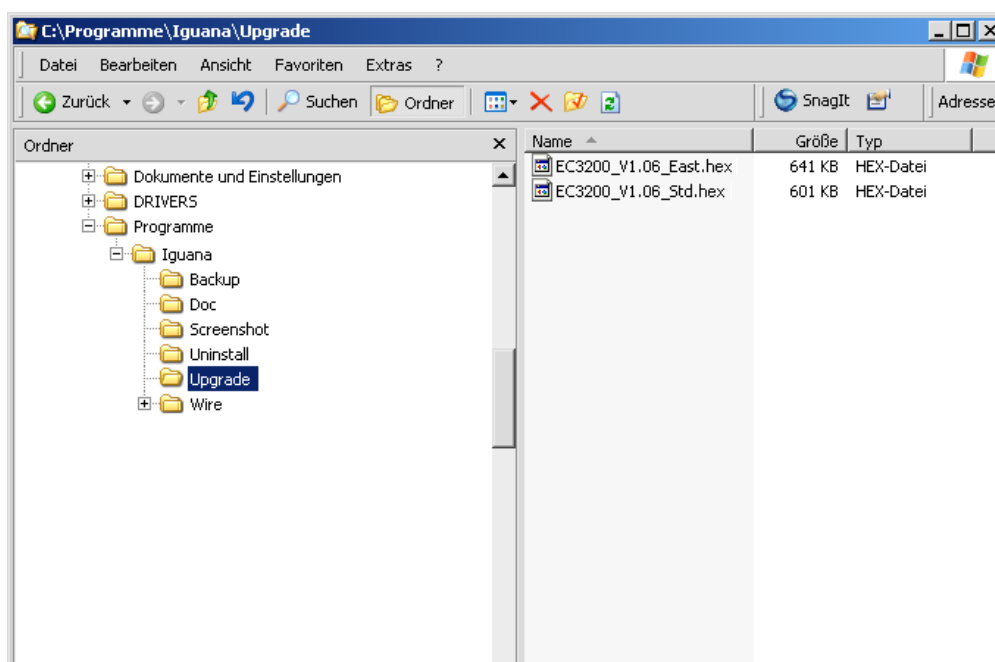 C:\Programme\Iguana\Upgrade
Datei Bearbeiten Ansicht Favoriten Extras ?
Zurück Suchen Ordner SnagIt Adresse
Ordner
Dokumente und Einstellungen
DRIVERS
Programme
Iguana
Backup
Doc
Screenshot
Uninstall
Upgrade
Wire
Name Größe Typ
EC3200_V1.06_East.hex 641 KB HEX-Datei
EC3200_V1.06_Std.hex 601 KB HEX-Datei